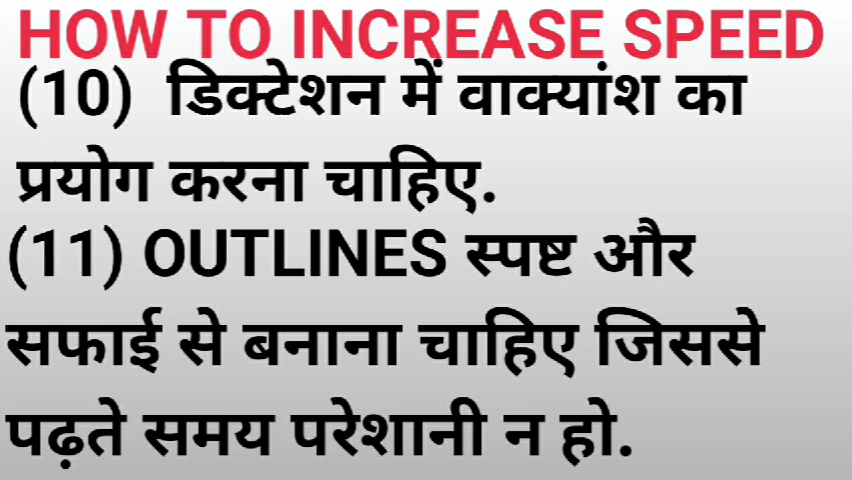 HOW TO INCREASE SPEED
(10) डिक्टेशन में वाक्यांश का
प्रयोग करना चाहिए.
(11) OUTLINES स्पष्ट और
सफाई से बनाना चाहिए जिससे
पढ़ते समय परेशानी न हो.